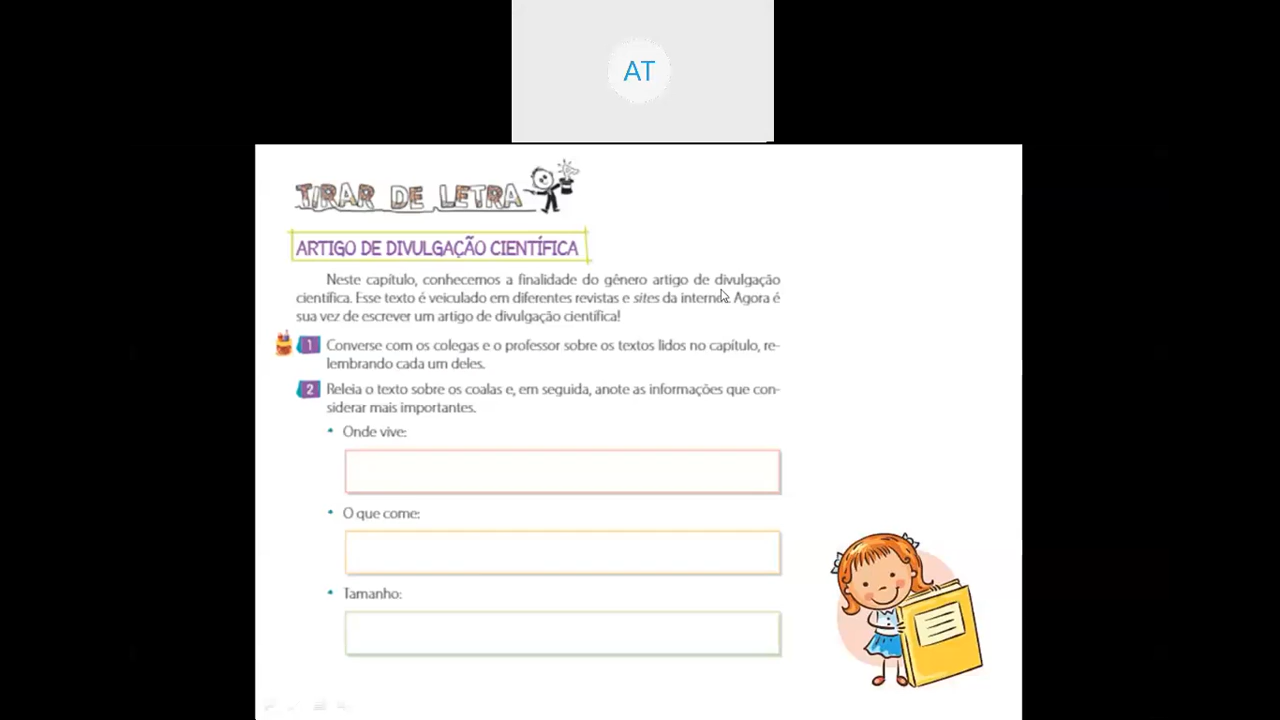 AT
TIRAR DE LETRA
ARTIGO DE DIVULGAÇÃO CIENTÍFICA
Neste capítulo, conhecemos a finalidade do gênero artigo de divulgação
científica. Esse texto é veiculado em diferentes revistas e sites da internet. Agora é
sua vez de escrever um artigo de divulgação científica!
1 Converse com os colegas e o professor sobre os textos lidos no capítulo, re-
lembrando cada um deles.
2 Releia o texto sobre os coalas e, em seguida, anote as informações que con-
siderar mais importantes.
• Onde vive:
• O que come:
• Tamanho: